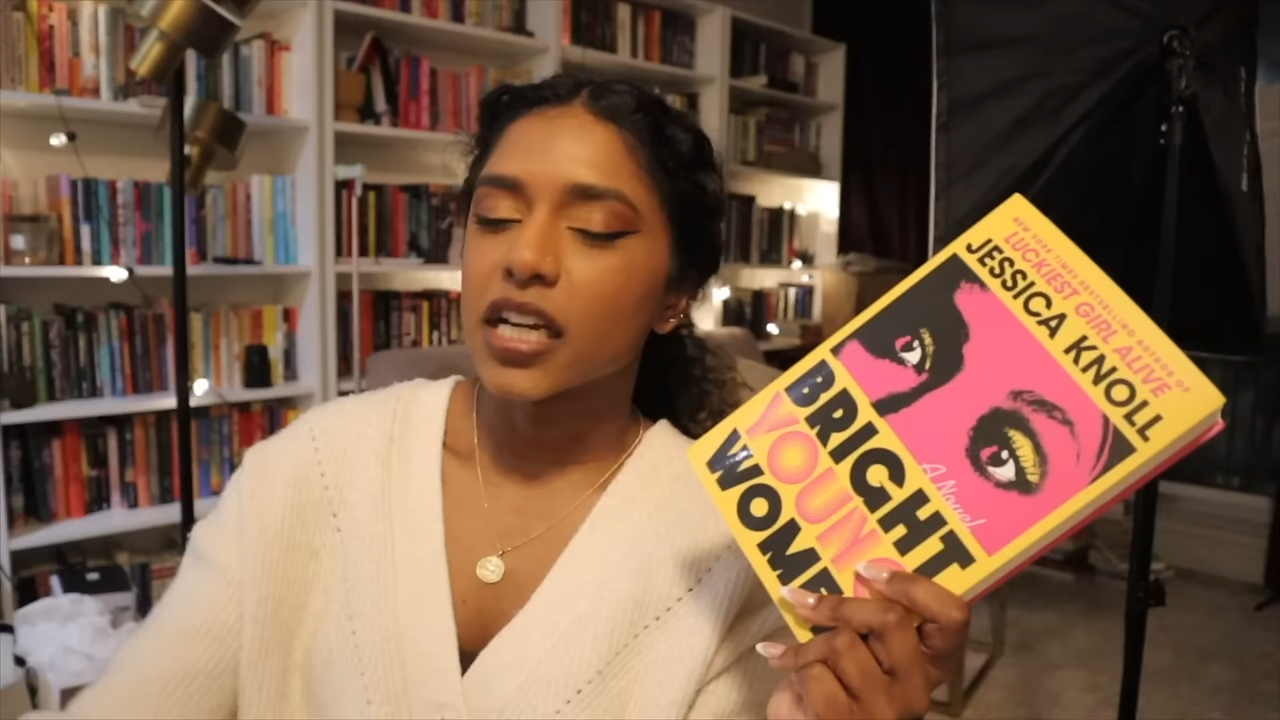 NEW YORK TIMES BESTSELLING AUTHOR OF
LUCKIEST GIRL ALIVE
JESSICA KNOLL
BRIGHT
A Novel
YOUNG
WOMEN